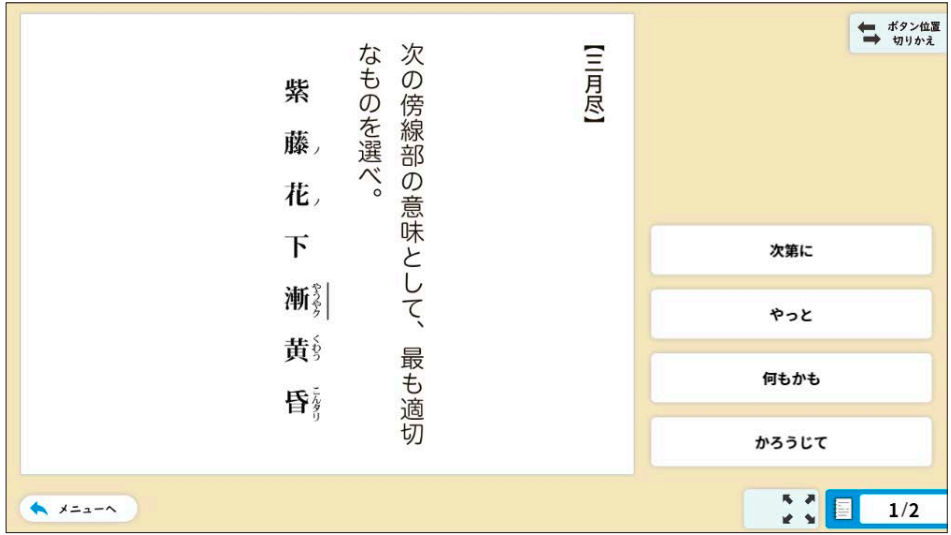 【三月尽】
次の傍線部の意味として、最も適切
なものを選べ。
紫藤ノ花ノ下漸やうやク黄くわう昏こんタリ
ボタン位置
切りかえ
次第に
やっと
何もかも
かろうじて
メニューへ
1/2